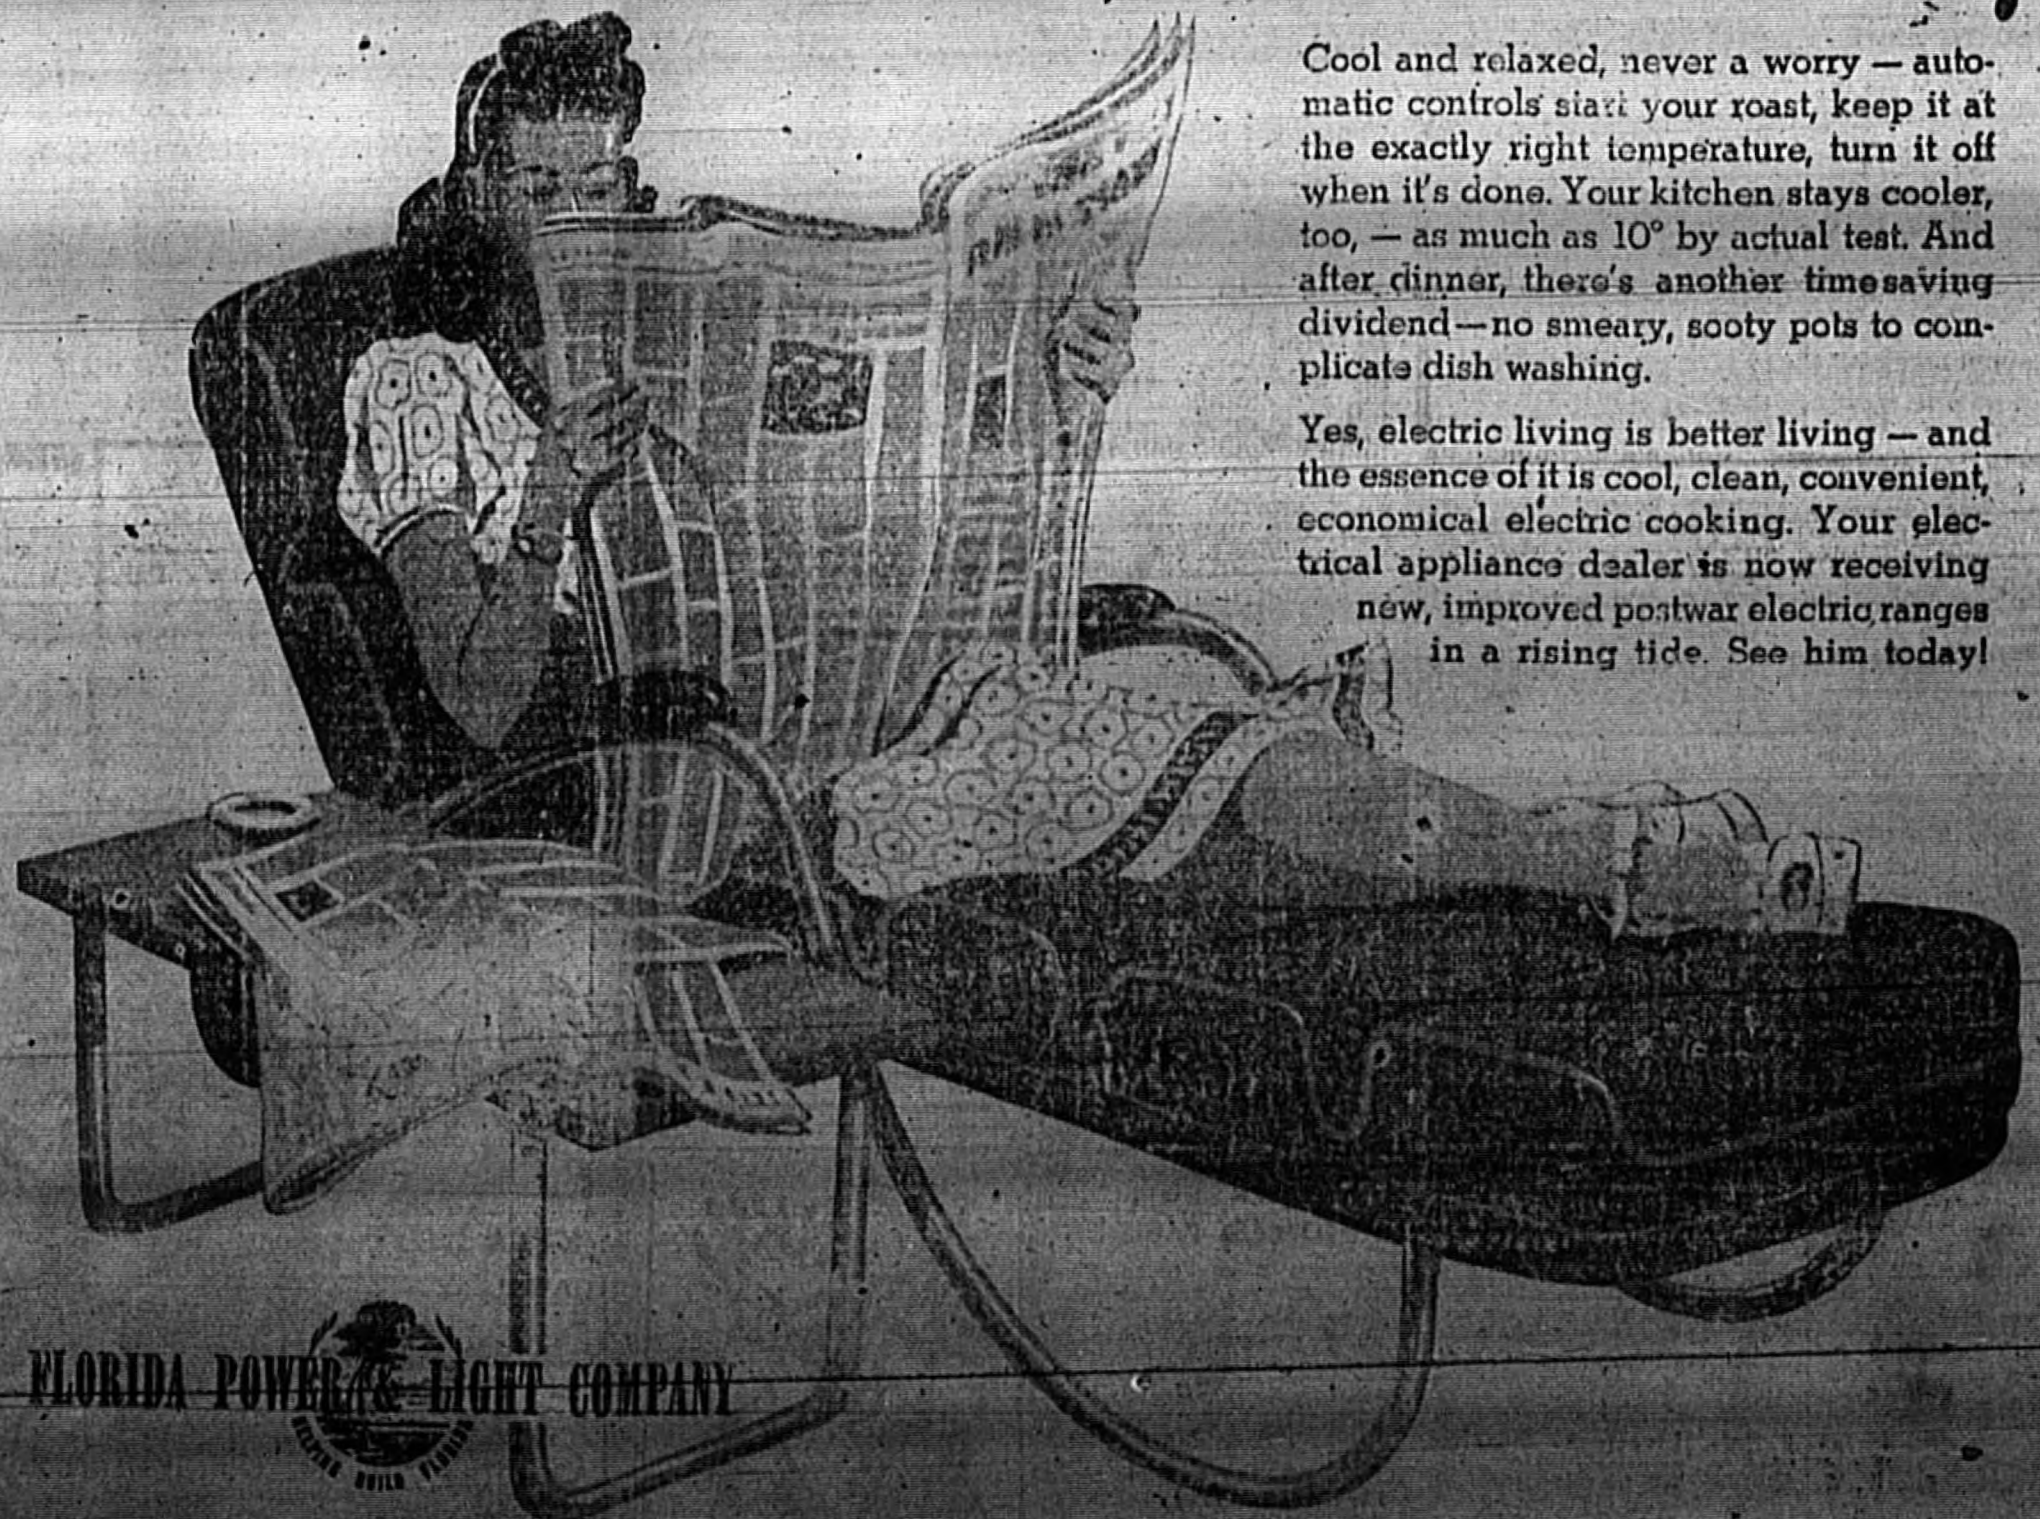 Cool and relaxed, never a worry — auto-
matic controls start your roast, keep it at
the exactly right temperature, turn it off
when it's done. Your kitchen stays cooler,
too, — as much as 10° by actual test. And
after dinner, there's another timesaving
dividend—no smeary, sooty pots to com-
plicate dish washing.
Yes, electric living is better living — and
the essence of it is cool, clean, convenient,
economical electric cooking. Your elec-
trical appliance dealer is now receiving
new, improved postwar electric ranges
in a rising tide. See him today!
FLORIDA POWER & LIGHT COMPANY
HELPING BUILD FLORIDA